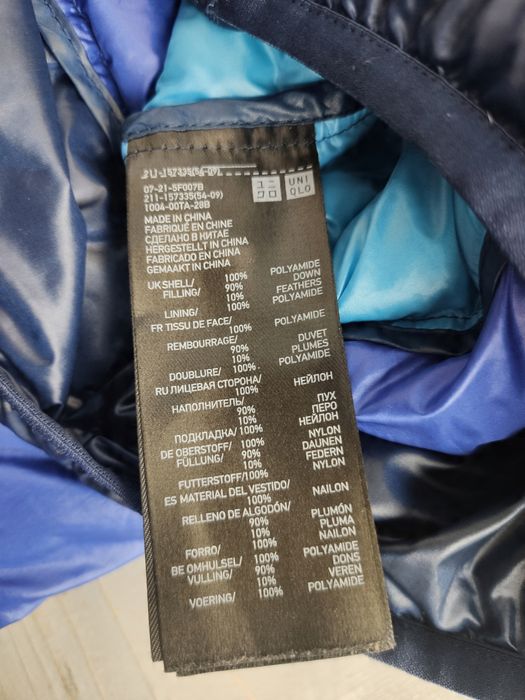 07-21-5F007B
211-157335(54-09)
1004-00TA-28B
ユニ
クロ
UNI
QLO
MADE IN CHINA
FABRIQUÉ EN CHINE
СДЕЛАНО В КИТАЕ
HERGESTELLT IN CHINA
FABRICADO EN CHINA
GEMAAKT IN CHINA
UK SHELL/ 100% POLYAMIDE
FILLING/ 90% DOWN
10% FEATHERS
LINING/ 100% POLYAMIDE
FR TISSU DE FACE/
100% POLYAMIDE
REMBOURRAGE/
90% DUVET
10% PLUMES
DOUBLURE/ 100% POLYAMIDE
RU ЛИЦЕВАЯ СТОРОНА/
100% НЕЙЛОН
НАПОЛНИТЕЛЬ/
90% ПУХ
10% ПЕРО
ПОДКЛАДКА/ 100% НЕЙЛОН
DE OBERSTOFF/ 100% NYLON
FÜLLUNG/ 90% DAUNEN
10% FEDERN
FUTTERSTOFF/100% NYLON
ES MATERIAL DEL VESTIDO/
100% NAILON
RELLENO DE ALGODÓN/
90% PLUMÓN
10% PLUMA
FORRO/ 100% NAILON
BE OMHULSEL/ 100% POLYAMIDE
VULLING/ 90% DONS
10% VEREN
VOERING/ 100% POLYAMIDE